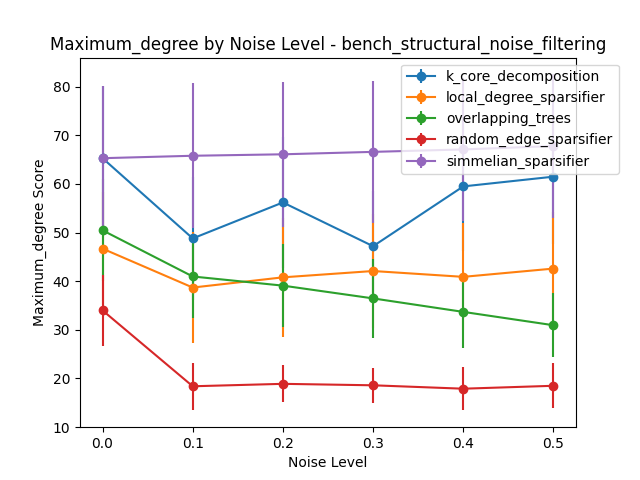 Maximum_degree by Noise Level - bench_structural_noise_filtering
k_core_decomposition
local_degree_sparsifier
overlapping_trees
random_edge_sparsifier
simmelian_sparsifier
Maximum_degree Score
80
70
60
50
40
30
20
10
0.0 0.1 0.2 0.3 0.4 0.5
Noise Level